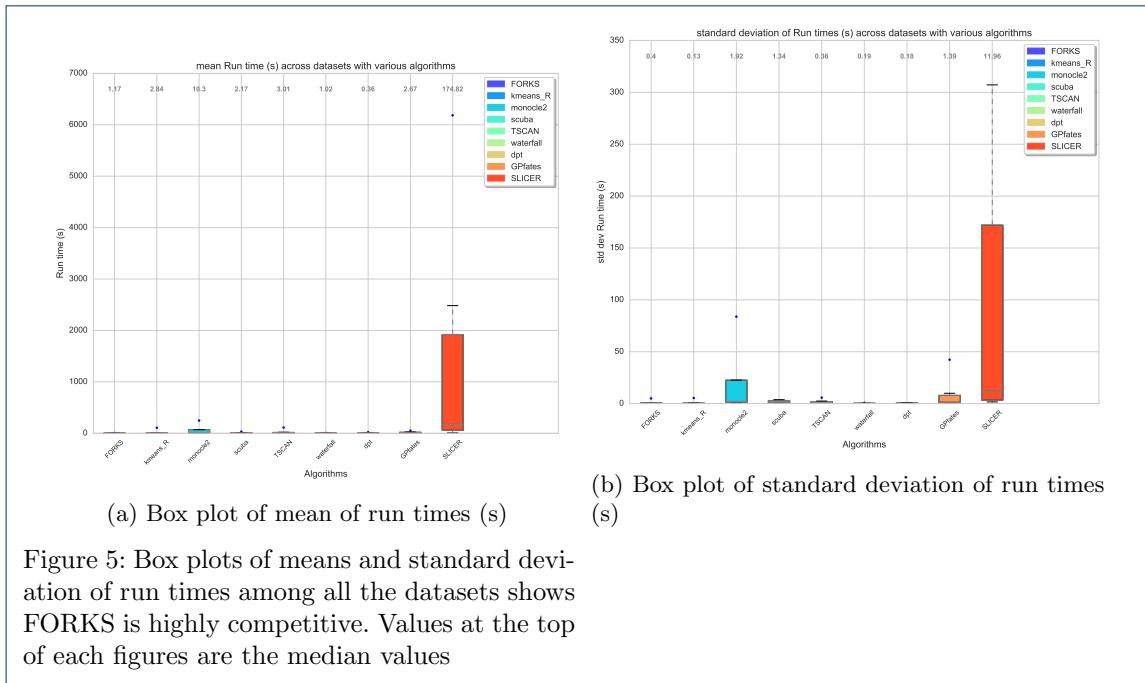 mean Run time (s) across datasets with various algorithms
1.17 2.84 10.3 2.17 3.01 1.02 0.36 2.67 174.82
7000
6000
5000
4000
3000
2000
1000
0
Run time (s)
FORKS
kmeans_R
monocle2
scuba
TSCAN
waterfall
dpt
GPfates
SLICER
FORKS kmeans_R monocle2 scuba TSCAN waterfall dpt GPfates SLICER
Algorithms
(a) Box plot of mean of run times (s)
standard deviation of Run times (s) across datasets with various algorithms
0.4 0.13 1.92 1.34 0.36 0.19 0.18 1.39 11.96
350
300
250
200
150
100
50
0
std dev Run time (s)
FORKS
kmeans_R
monocle2
scuba
TSCAN
waterfall
dpt
GPfates
SLICER
FORKS kmeans_R monocle2 scuba TSCAN waterfall dpt GPfates SLICER
Algorithms
(b) Box plot of standard deviation of run times
(s)
Figure 5: Box plots of means and standard devi-
ation of run times among all the datasets shows
FORKS is highly competitive. Values at the top
of each figures are the median values